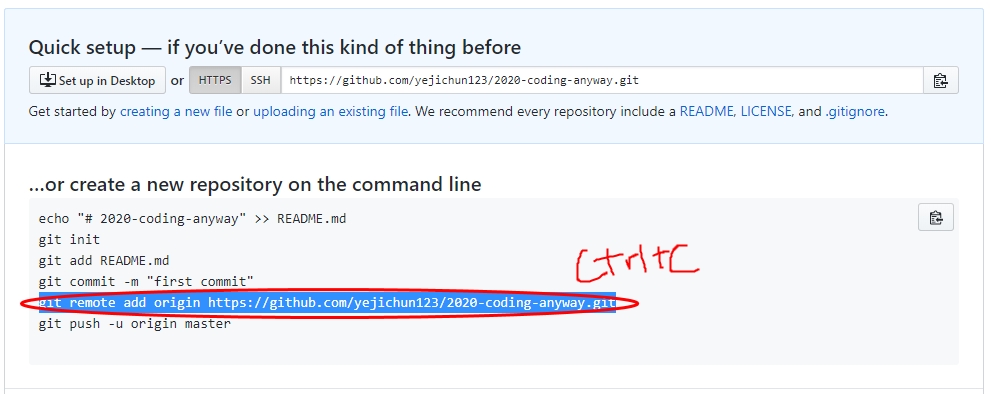 Quick setup — if you've done this kind of thing before
Set up in Desktop or HTTPS SSH https://github.com/yejichun123/2020-coding-anyway.git
Get started by creating a new file or uploading an existing file. We recommend every repository include a README, LICENSE, and .gitignore.
...or create a new repository on the command line
echo "# 2020-coding-anyway" >> README.md
git init
git add README.md
git commit -m "first commit"
Ctrl+C
git remote add origin https://github.com/yejichun123/2020-coding-anyway.git
git push -u origin master